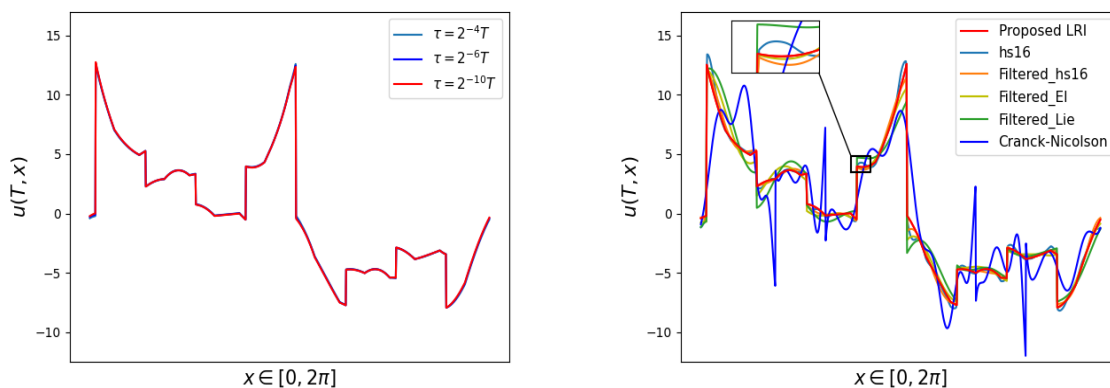 15
10
5
0
−5
−10
u(T, x)
x ∈ [0, 2π]
τ = 2⁻⁴T
τ = 2⁻⁶T
τ = 2⁻¹⁰T
15
10
5
0
−5
−10
u(T, x)
x ∈ [0, 2π]
Proposed LRI
hs16
Filtered_hs16
Filtered_EI
Filtered_Lie
Cranck-Nicolson